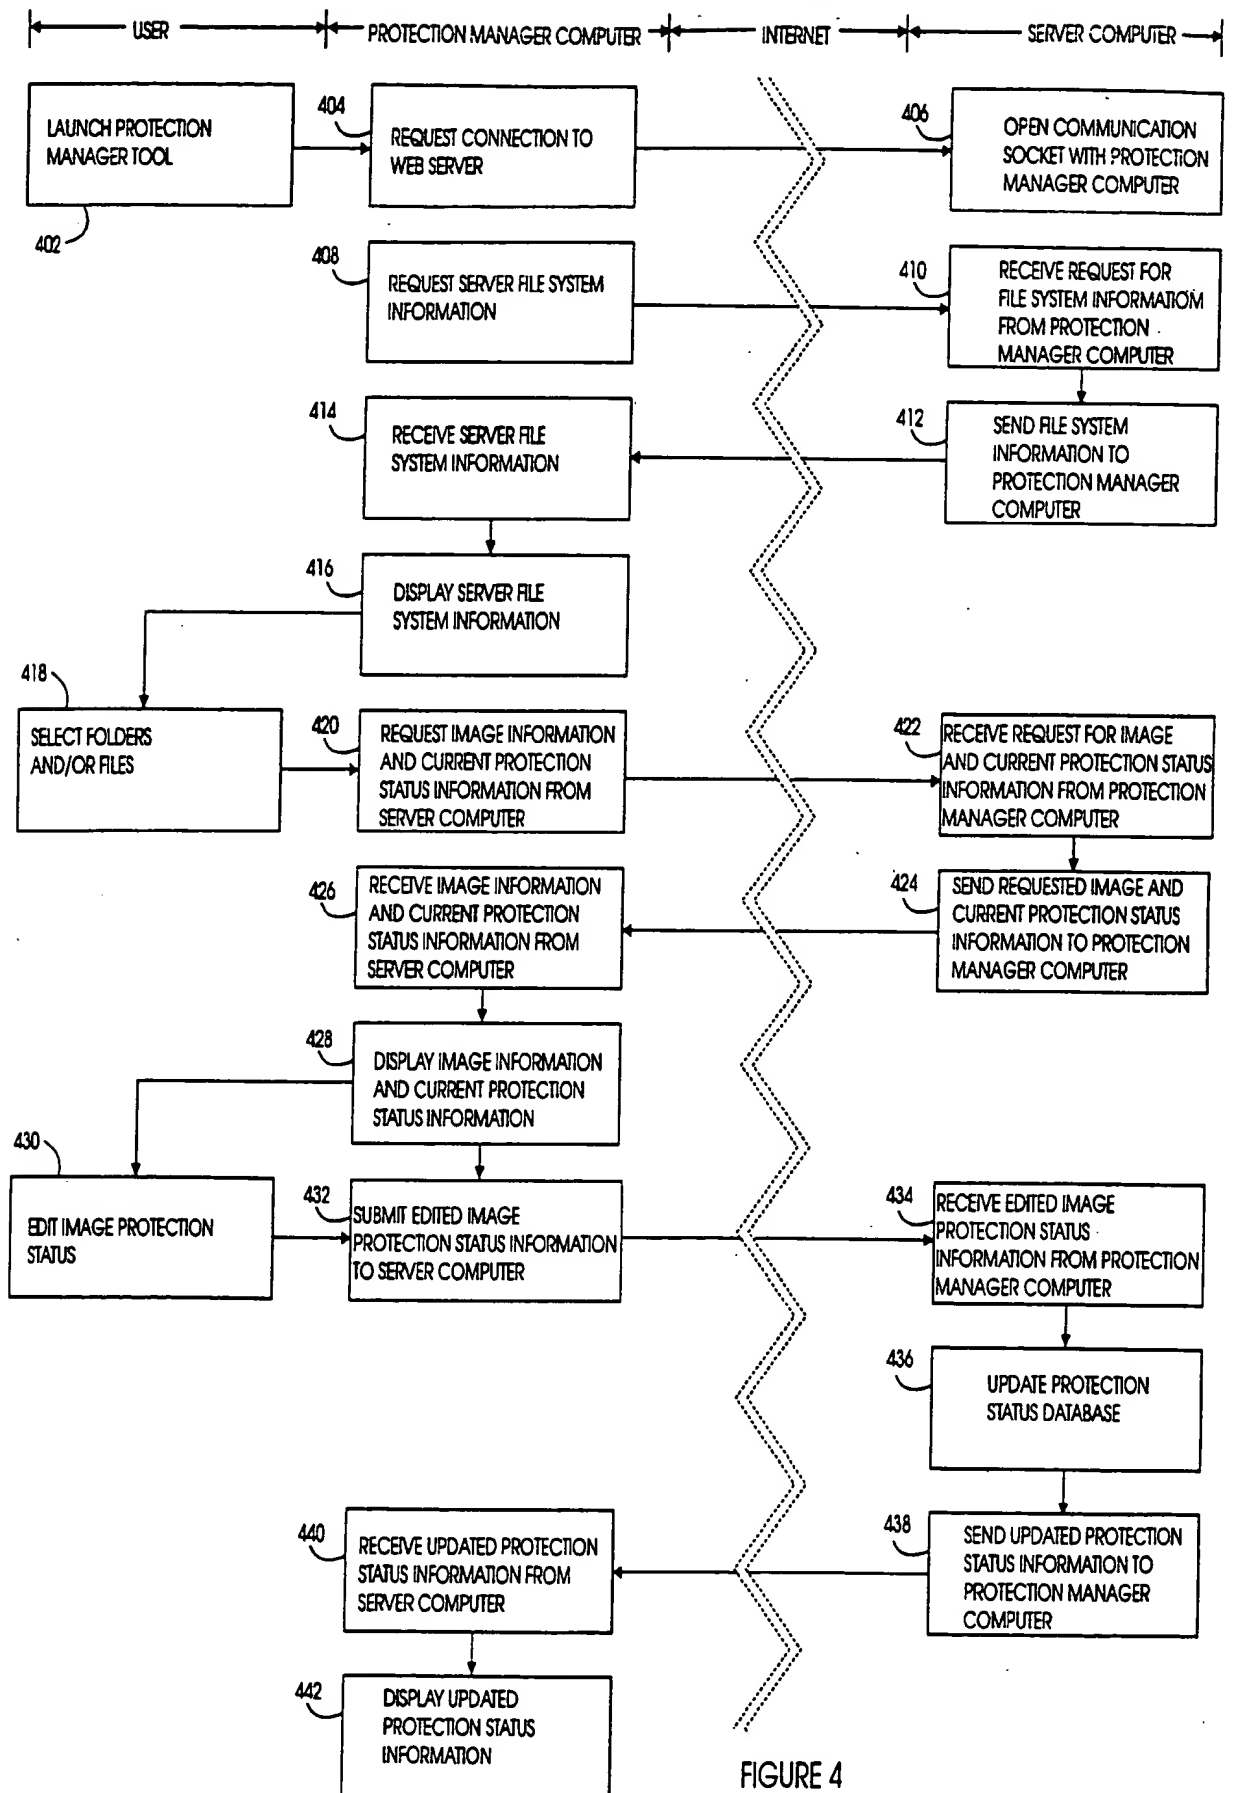 USER
PROTECTION MANAGER COMPUTER
INTERNET
SERVER COMPUTER
LAUNCH PROTECTION
MANAGER TOOL
402
404
REQUEST CONNECTION TO
WEB SERVER
406
OPEN COMMUNICATION
SOCKET WITH PROTECTION
MANAGER COMPUTER
408
REQUEST SERVER FILE SYSTEM
INFORMATION
410
RECEIVE REQUEST FOR
FILE SYSTEM INFORMATION
FROM PROTECTION
MANAGER COMPUTER
412
SEND FILE SYSTEM
INFORMATION TO
PROTECTION MANAGER
COMPUTER
414
RECEIVE SERVER FILE
SYSTEM INFORMATION
416
DISPLAY SERVER FILE
SYSTEM INFORMATION
418
SELECT FOLDERS
AND/OR FILES
420
REQUEST IMAGE INFORMATION
AND CURRENT PROTECTION
STATUS INFORMATION FROM
SERVER COMPUTER
422
RECEIVE REQUEST FOR IMAGE
AND CURRENT PROTECTION STATUS
INFORMATION FROM PROTECTION
MANAGER COMPUTER
424
SEND REQUESTED IMAGE AND
CURRENT PROTECTION STATUS
INFORMATION TO PROTECTION
MANAGER COMPUTER
426
RECEIVE IMAGE INFORMATION
AND CURRENT PROTECTION
STATUS INFORMATION FROM
SERVER COMPUTER
428
DISPLAY IMAGE INFORMATION
AND CURRENT PROTECTION
STATUS INFORMATION
430
EDIT IMAGE PROTECTION
STATUS
432
SUBMIT EDITED IMAGE
PROTECTION STATUS INFORMATION
TO SERVER COMPUTER
434
RECEIVE EDITED IMAGE
PROTECTION STATUS
INFORMATION FROM PROTECTION
MANAGER COMPUTER
436
UPDATE PROTECTION
STATUS DATABASE
438
SEND UPDATED PROTECTION
STATUS INFORMATION TO
PROTECTION MANAGER
COMPUTER
440
RECEIVE UPDATED PROTECTION
STATUS INFORMATION FROM
SERVER COMPUTER
442
DISPLAY UPDATED
PROTECTION STATUS
INFORMATION
FIGURE 4